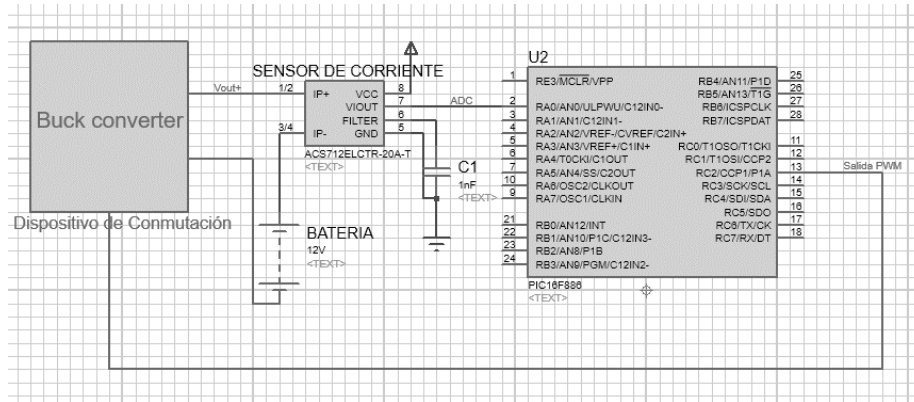 Buck converter
Dispositivo de Conmutación
Vout+
SENSOR DE CORRIENTE
1/2
3/4
IP+
IP-
VCC
VIOUT
FILTER
GND
8
7
6
5
ACS712ELCTR-20A-T
<TEXT>
ADC
C1
1nF
<TEXT>
BATERIA
12V
<TEXT>
U2
1 RE3/MCLR/VPP
2 RA0/AN0/ULPWU/C12IN0-
3 RA1/AN1/C12IN1-
4 RA2/AN2/VREF-/CVREF/C2IN+
5 RA3/AN3/VREF+/C1IN+
6 RA4/T0CKI/C1OUT
7 RA5/AN4/SS/C2OUT
10 RA6/OSC2/CLKOUT
9 RA7/OSC1/CLKIN
21 RB0/AN12/INT
22 RB1/AN10/P1C/C12IN3-
23 RB2/AN8/P1B
24 RB3/AN9/PGM/C12IN2-
RB4/AN11/P1D 25
RB5/AN13/T1G 26
RB6/ICSPCLK 27
RB7/ICSPDAT 28
RC0/T1OSO/T1CKI 11
RC1/T1OSI/CCP2 12
RC2/CCP1/P1A 13
RC3/SCK/SCL 14
RC4/SDI/SDA 15
RC5/SDO 16
RC6/TX/CK 17
RC7/RX/DT 18
PIC16F886
<TEXT>
Salida PWM